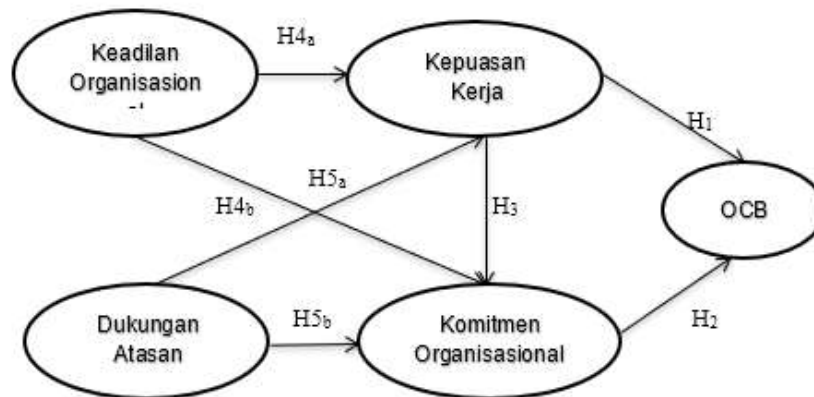 H4a
Keadilan
Organisasion
Kepuasan
Kerja
H1
H4b
H5a
H3
OCB
Dukungan
Atasan
H5b
Komitmen
Organisasional
H2